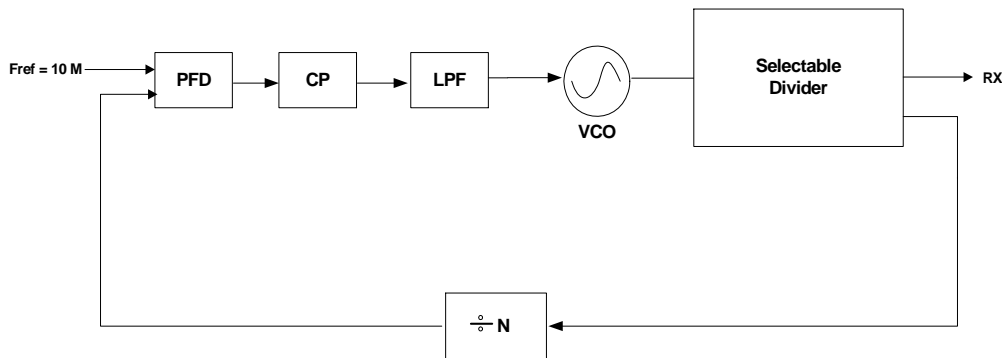 Fref = 10 M
PFD
CP
LPF
VCO
Selectable
Divider
RX
÷ N